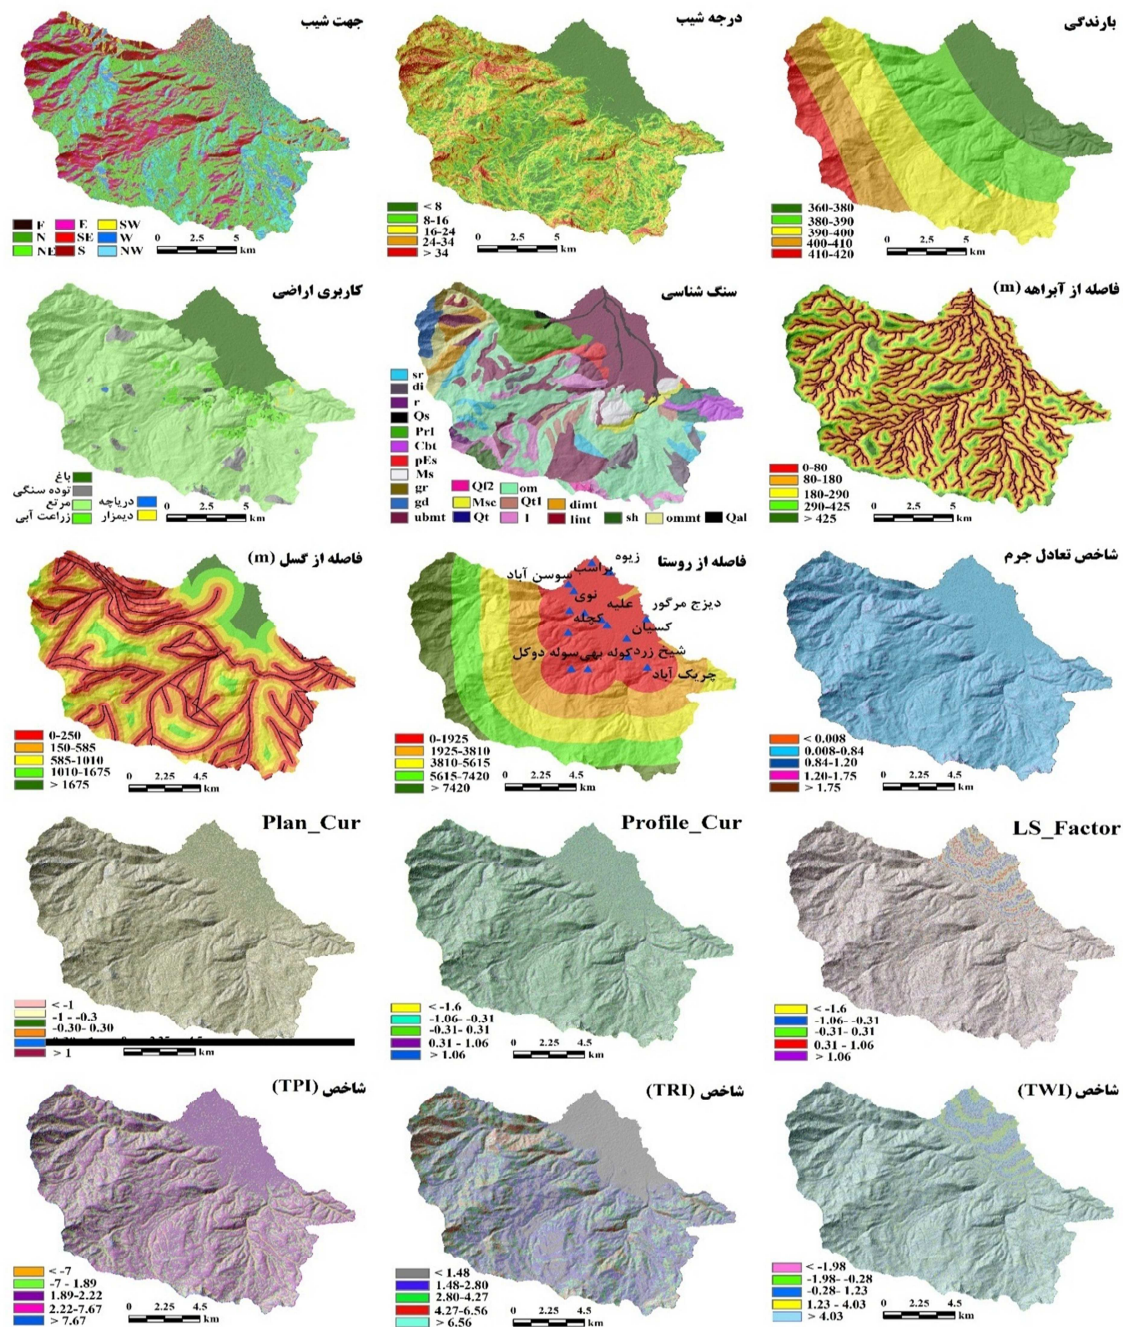 جهت شیب
F E SW
N SE W
NE S NW
0 2.5 5
km
درجه شیب
< 8
8-16
16-24
24-34
> 34
0 2.5 5
km
بارندگی
360-380
380-390
390-400
400-410
410-420
0 2.5 5
km
کاربری اراضی
باغ
توده سنگی
مرتع
زراعت آبی
دریاچه
دیمزار
0 2.5 5
km
سنگ شناسی
sr
di
r
Qs
Prl
Cbt
pEs
Ms
gr
gd
ubmt
Qf2
Msc
Qt
om
Qt1
l
dimt
lint
sh
ommt
Qal
فاصله از آبراهه (m)
0-80
80-180
180-290
290-425
> 425
0 2.5 5
km
فاصله از گسل (m)
0-250
150-585
585-1010
1010-1675
> 1675
0 2.25 4.5
km
فاصله از روستا
زیوه
براسب
سوسن آباد
نوی
علیه
دیزج مرگور
کچله
کسیان
شیخ زرد
کوله بهی
سوله دوکل
چریک آباد
0-1925
1925-3810
3810-5615
5615-7420
> 7420
0 2.25 4.5
km
شاخص تعادل جرم
< 0.008
0.008-0.84
0.84-1.20
1.20-1.75
> 1.75
0 2.25 4.5
km
Plan_Cur
< -1
-1 - -0.3
-0.30- 0.30
> 1
0 2.25 4.5
km
Profile_Cur
< -1.6
-1.06- -0.31
-0.31- 0.31
0.31 - 1.06
> 1.06
0 2.25 4.5
km
LS_Factor
< -1.6
-1.06- -0.31
-0.31- 0.31
0.31 - 1.06
> 1.06
0 2.25 4.5
km
شاخص (TPI)
< -7
-7 - 1.89
1.89-2.22
2.22-7.67
> 7.67
0 2.25 4.5
km
شاخص (TRI)
< 1.48
1.48-2.80
2.80-4.27
4.27-6.56
> 6.56
0 2.25 4.5
km
شاخص (TWI)
< -1.98
-1.98- -0.28
-0.28- 1.23
1.23 - 4.03
> 4.03
0 2.25 4.5
km